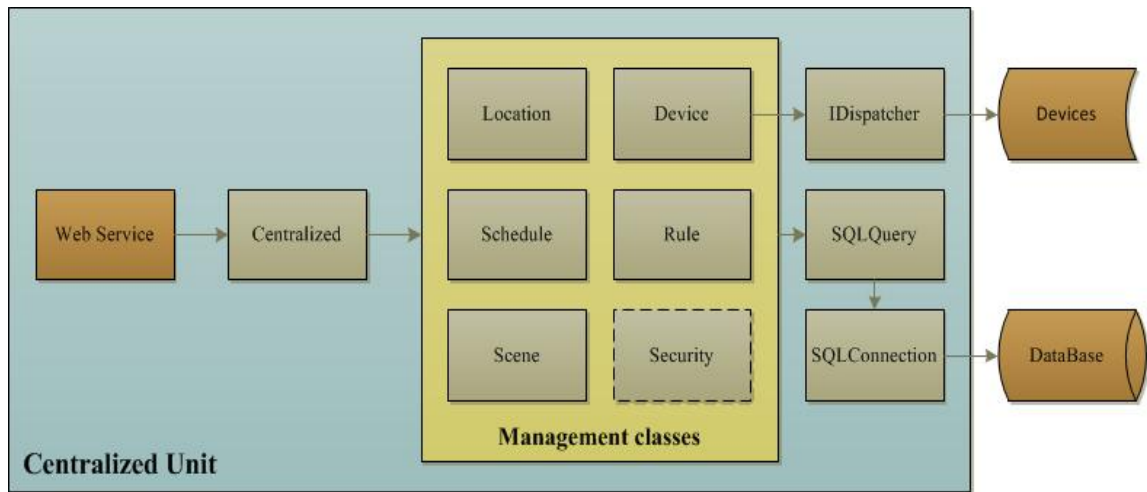 Location
Device
IDispatcher
Devices
Web Service
Centralized
Schedule
Rule
SQLQuery
Scene
Security
SQLConnection
DataBase
Management classes
Centralized Unit